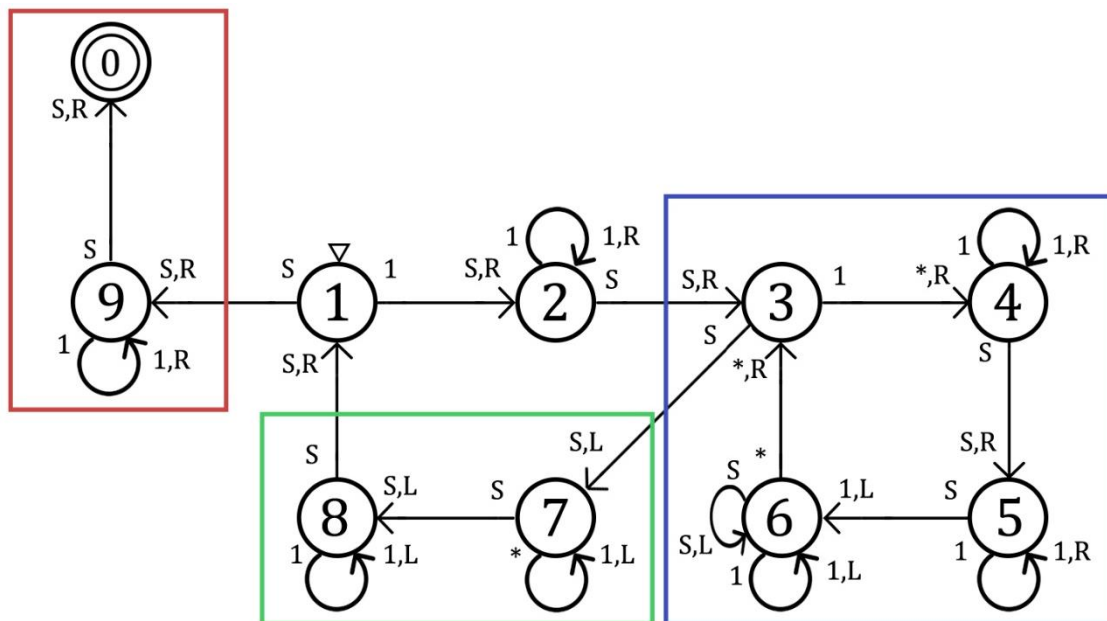 0
S,R
1 1,R
S S,R S 1 S,R S S,R 1 *,R 1 1,R
9 1 2 3 4
1 1,R S,R S *,R S
S S,L * S,R
S,L S S 1,L S
8 7 6 5
S,L
1 1,L * 1,L 1 1,L 1 1,R